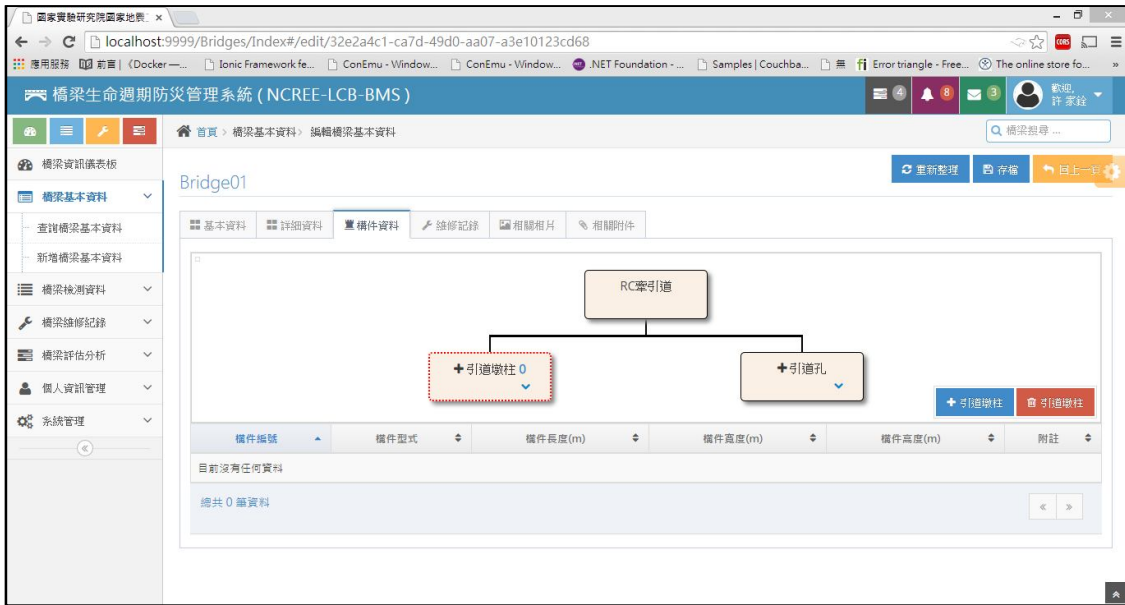 國家實驗研究院國家地震
localhost:9999/Bridges/Index#/edit/32e2a4c1-ca7d-49d0-aa07-a3e10123cd68
CORS
應用服務 前言 | 《Docker —... Ionic Framework fe... ConEmu - Window... ConEmu - Window... .NET Foundation - ... Samples | Couchba... 無 Error triangle - Free... The online store fo... »
橋梁生命週期防災管理系統 ( NCREE-LCB-BMS )
4 8 3 歡迎,
許 家銓
首頁 > 橋梁基本資料 > 編輯橋梁基本資料
橋梁搜尋 ...
橋梁資訊儀表板
橋梁基本資料
查詢橋梁基本資料
新增橋梁基本資料
橋梁檢測資料
橋梁維修紀錄
橋梁評估分析
個人資訊管理
系統管理
Bridge01
重新整理 存檔 回上一頁
基本資料 詳細資料 構件資料 維修記錄 相關相片 相關附件
RC牽引道
引道墩柱 0 引道孔
引道墩柱 引道墩柱
構件編號 構件型式 構件長度(m) 構件寬度(m) 構件高度(m) 附註
目前沒有任何資料
總共 0 筆資料
« »